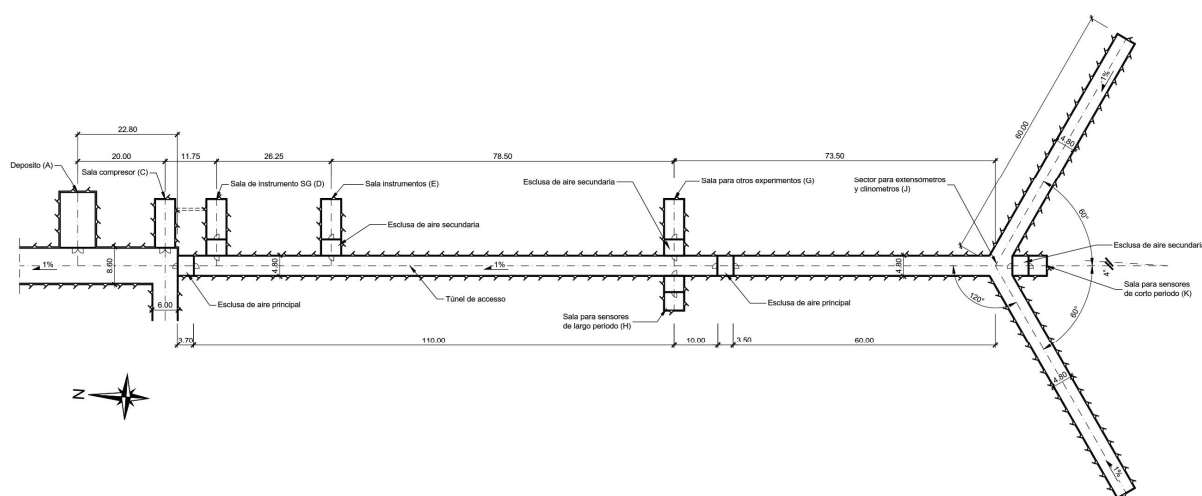 22.80
20.00
11.75
26.25
78.50
73.50
60.00
1%
4.80
Deposito (A)
Sala compresor (C)
Sala de instrumento SG (D)
Sala instrumentos (E)
Esclusa de aire secundaria
Sala para otros experimentos (G)
Sector para extensómetros
y clinometros (J)
Esclusa de aire secundaria
60°
Esclusa de aire secundaria
4°
1%
8.60
4.80
1%
4.80
6.00
Esclusa de aire principal
Túnel de acceso
Esclusa de aire principal
Sala para sensores
de largo periodo (H)
Sala para sensores
de corto periodo (K)
120°
60°
3.70
110.00
10.00
3.50
60.00
4.80
1%
N